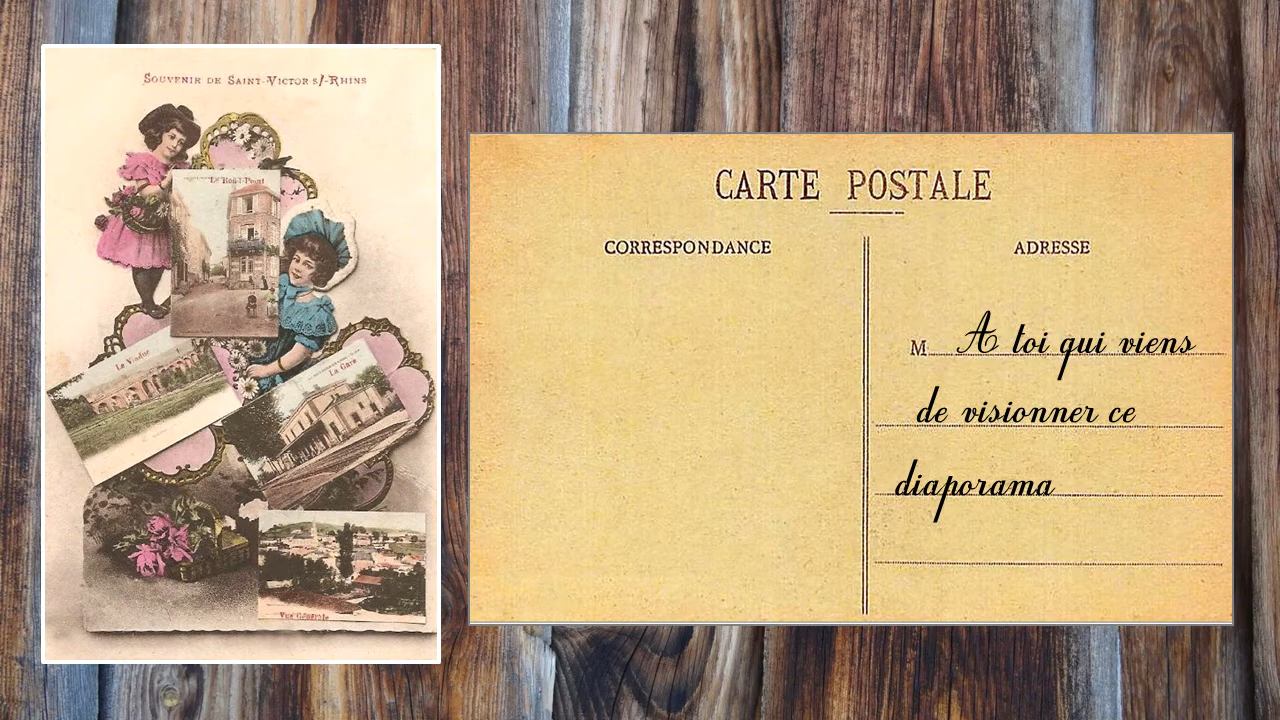 SOUVENIR DE SAINT-VICTOR s/-RHINS
Le Rond-Point
Le Viaduc
La Gare
Vue Générale
CARTE POSTALE
CORRESPONDANCE
ADRESSE
M A toi qui viens
de visionner ce
diaporama